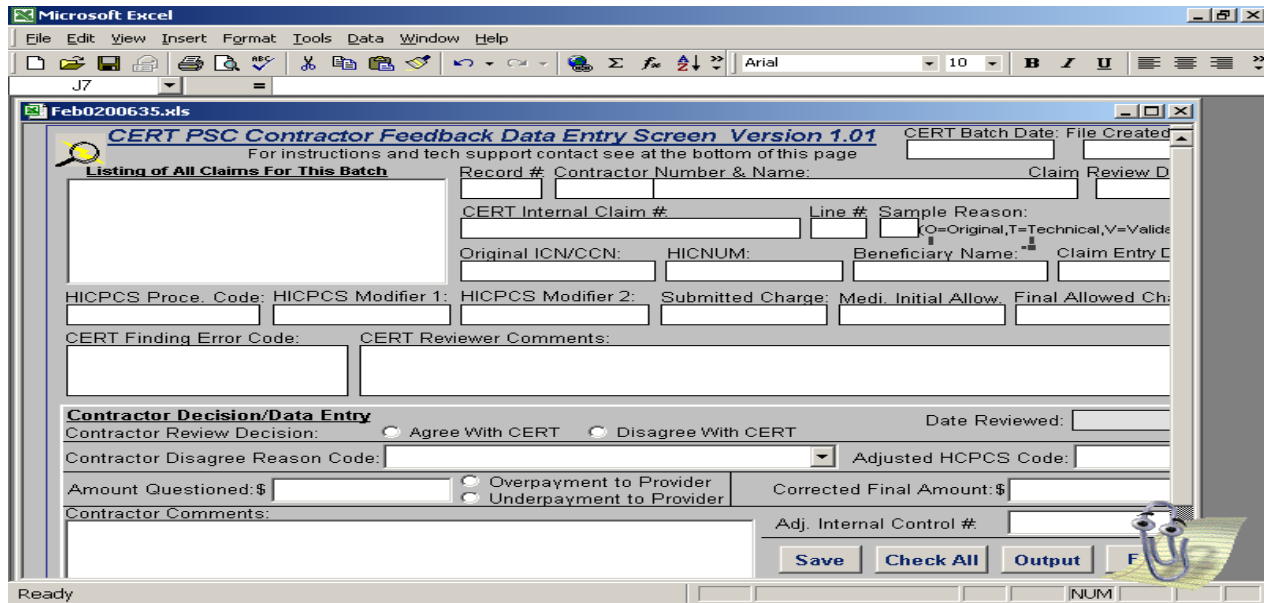 Microsoft Excel
File Edit View Insert Format Tools Data Window Help
ABC Σ fx A Z Arial 10 B I U
J7 =
Feb0200635.xls
CERT PSC Contractor Feedback Data Entry Screen Version 1.01 CERT Batch Date: File Created
For instructions and tech support contact see at the bottom of this page
Listing of All Claims For This Batch Record #: Contractor Number & Name: Claim Review D
CERT Internal Claim #: Line #: Sample Reason:
(O=Original,T=Technical,V=Valida
Original ICN/CCN: HICNUM: Beneficiary Name: Claim Entry D
HICPCS Proce. Code: HICPCS Modifier 1: HICPCS Modifier 2: Submitted Charge: Medi. Initial Allow. Final Allowed Cha
CERT Finding Error Code: CERT Reviewer Comments:
Contractor Decision/Data Entry Date Reviewed:
Contractor Review Decision: Agree With CERT Disagree With CERT
Contractor Disagree Reason Code: Adjusted HCPCS Code:
Amount Questioned:$ Overpayment to Provider Corrected Final Amount:$
Underpayment to Provider
Contractor Comments: Adj. Internal Control #:
Save Check All Output F
Ready NUM